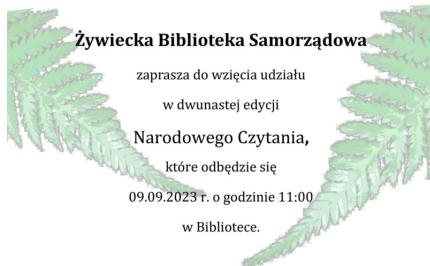 Żywiecka Biblioteka Samorządowa
zaprasza do wzięcia udziału
w dwunastej edycji
Narodowego Czytania,
które odbędzie się
09.09.2023 r. o godzinie 11:00
w Bibliotece.